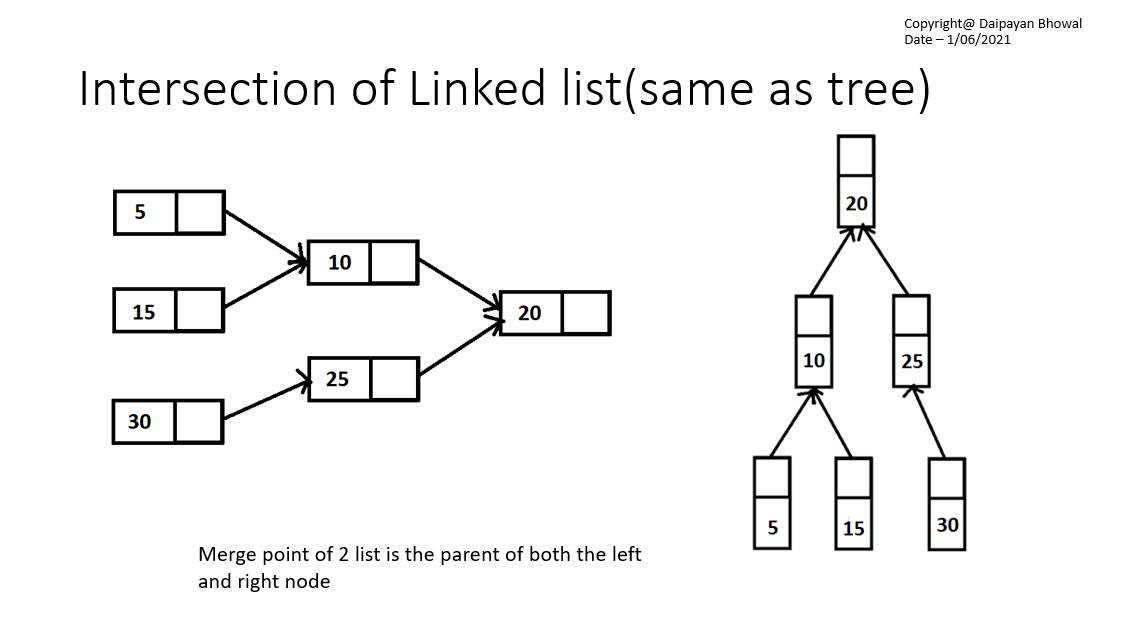 Copyright@ Daipayan Bhowal
Date – 1/06/2021
Intersection of Linked list(same as tree)
5
15
30
10
25
20
20
10
25
5
15
30
Merge point of 2 list is the parent of both the left
and right node